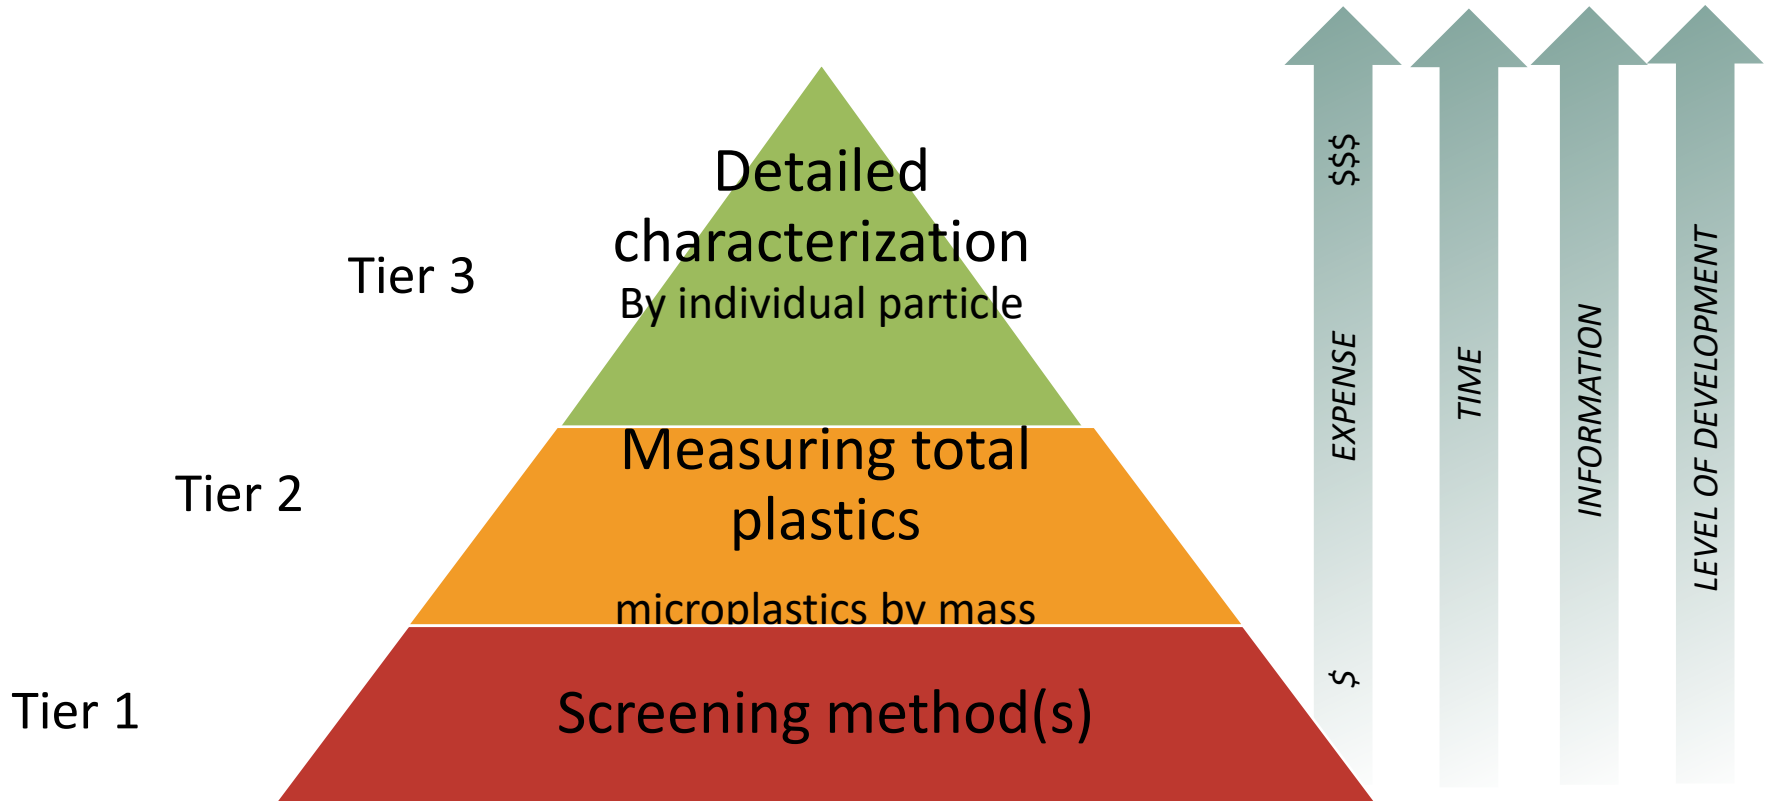 Detailed
characterization
By individual particle
Tier 3
Measuring total
plastics
microplastics by mass
Tier 2
Screening method(s)
Tier 1
$$$
EXPENSE
$
TIME
INFORMATION
LEVEL OF DEVELOPMENT